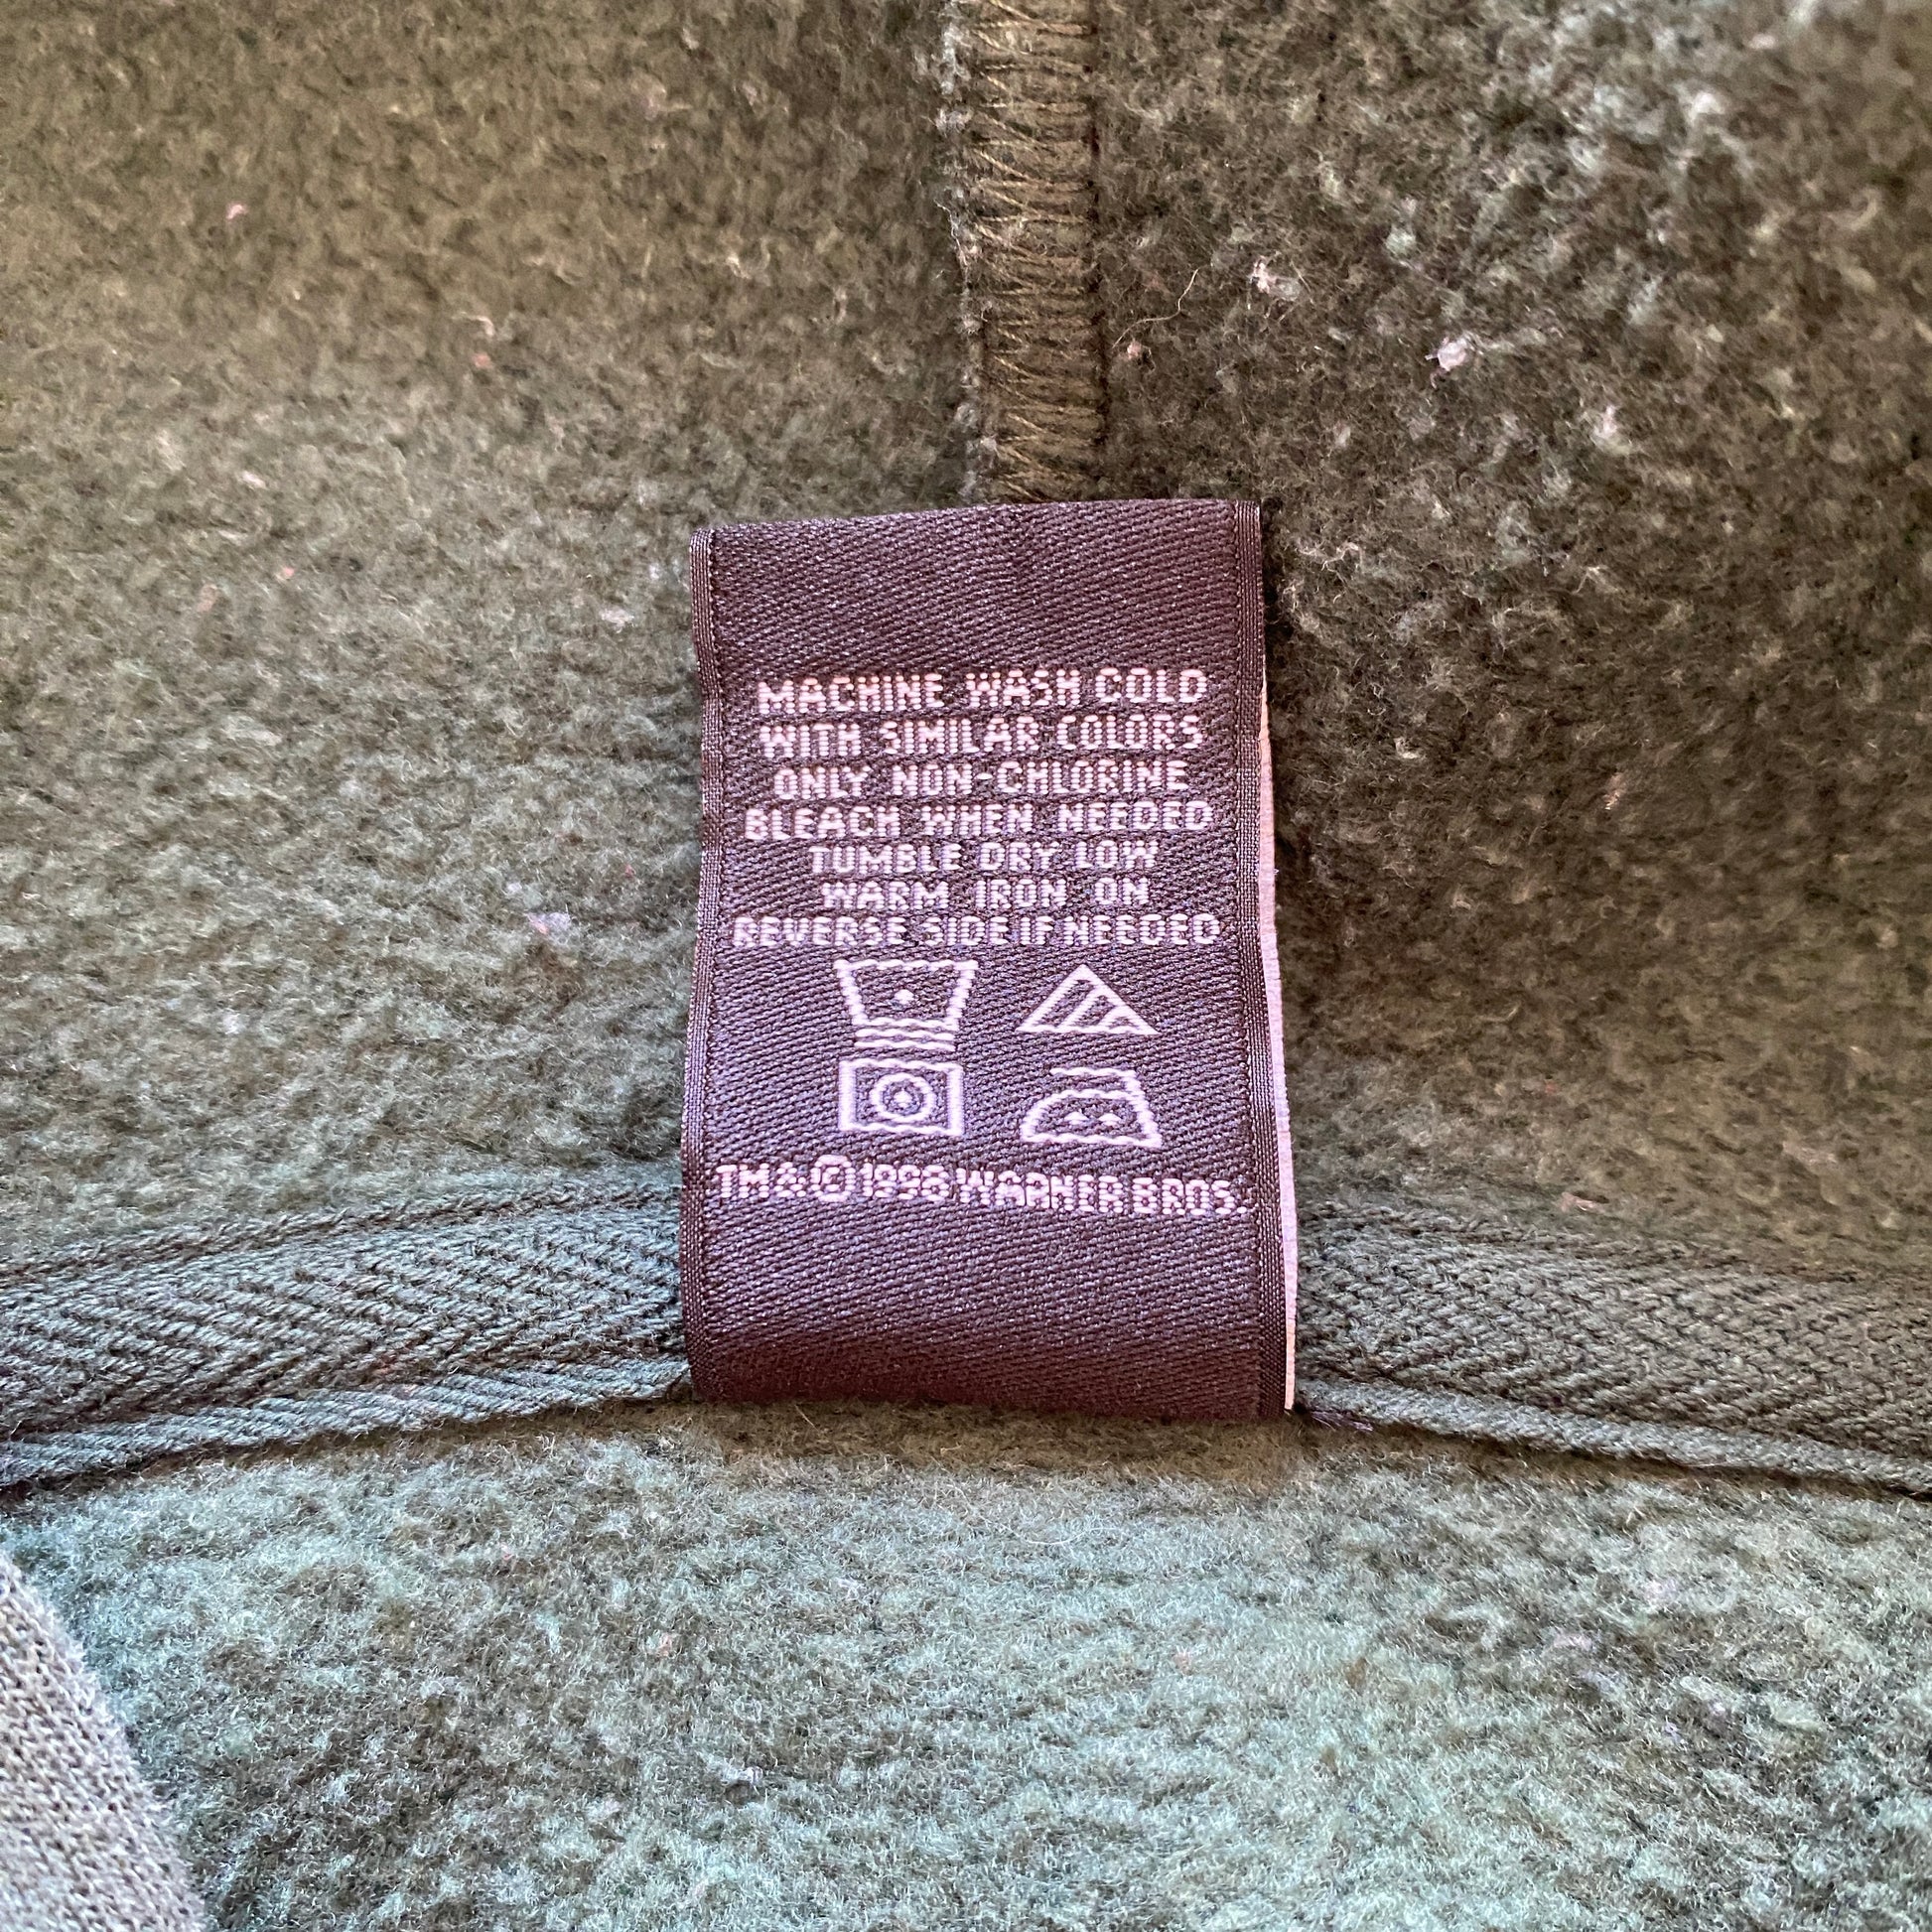 MACHINE WASH COLD
WITH SIMILAR COLORS
ONLY NON-CHLORINE
BLEACH WHEN NEEDED
TUMBLE DRY LOW
WARM IRON ON
REVERSE SIDE IF NEEDED
TM & © 1998 WARNER BROS.